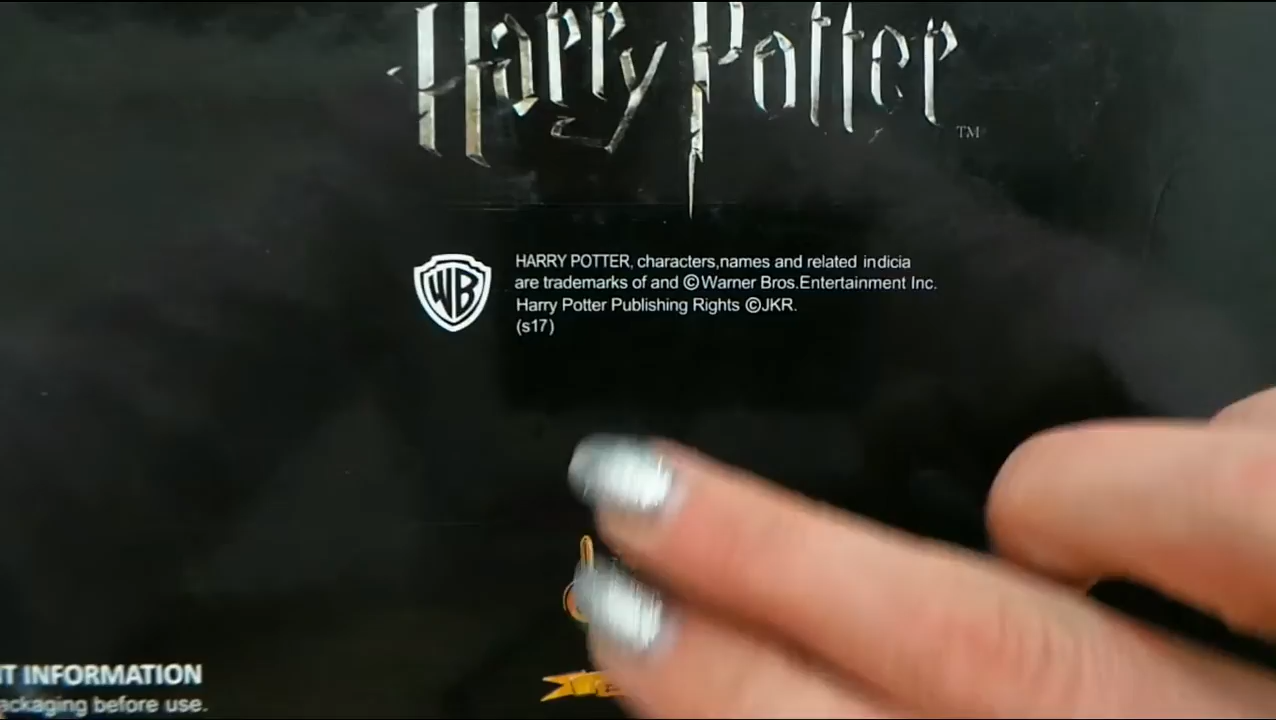 Harry Potter
TM
WB
HARRY POTTER, characters,names and related indicia
are trademarks of and ©Warner Bros.Entertainment Inc.
Harry Potter Publishing Rights ©JKR.
(s17)
INFORMATION
before use.